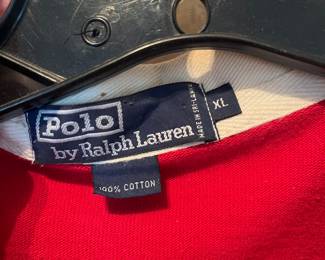 Polo
by Ralph Lauren
MADE IN SRI-LANKA
XL
100% COTTON